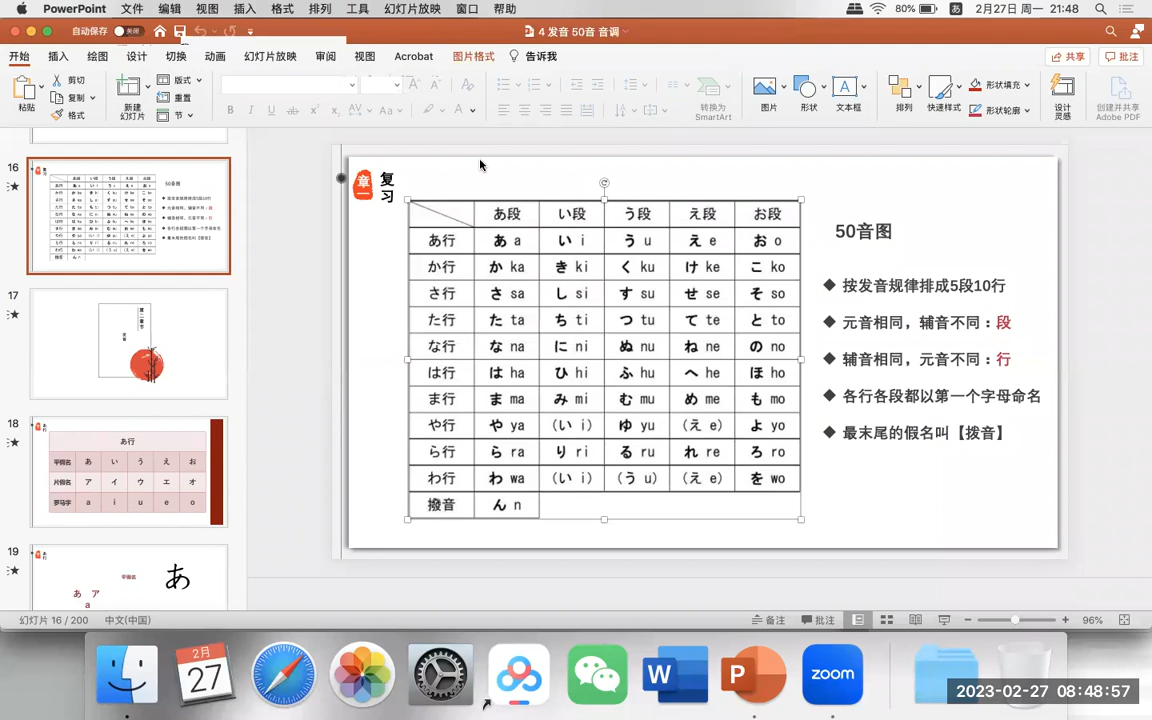 PowerPoint 文件 编辑 视图 插入 格式 排列 工具 幻灯片放映 窗口 帮助 80% あ 2月27日 周一 21:48
自动保存 关闭 4 发音 50音 音调
开始 插入 绘图 设计 切换 动画 幻灯片放映 审阅 视图 Acrobat 图片格式 告诉我 共享 批注
粘贴 剪切 复制 格式 新建幻灯片 版式 重置 节 转换为 SmartArt 图片 形状 文本框 排列 快速样式 形状填充 形状轮廓 设计灵感 创建并共享 Adobe PDF
16
17
18
あ行
平假名 あ い う え お
片假名 ア イ ウ エ オ
罗马字 a i u e o
19
平假名
あ ア
a
あ
章一 复习
あ段 い段 う段 え段 お段
あ行 あ a い i う u え e お o
か行 か ka き ki く ku け ke こ ko
さ行 さ sa し si す su せ se そ so
た行 た ta ち ti つ tu て te と to
な行 な na に ni ぬ nu ね ne の no
は行 は ha ひ hi ふ hu へ he ほ ho
ま行 ま ma み mi む mu め me も mo
や行 や ya (い i) ゆ yu (え e) よ yo
ら行 ら ra り ri る ru れ re ろ ro
わ行 わ wa (い i) (う u) (え e) を wo
撥音 ん n
50音图
按发音规律排成5段10行
元音相同，辅音不同：段
辅音相同，元音不同：行
各行各段都以第一个字母命名
最末尾的假名叫【拨音】
幻灯片 16 / 200 中文(中国) 备注 批注 96%
2月
27
W
P
zoom
2023-02-27 08:48:57